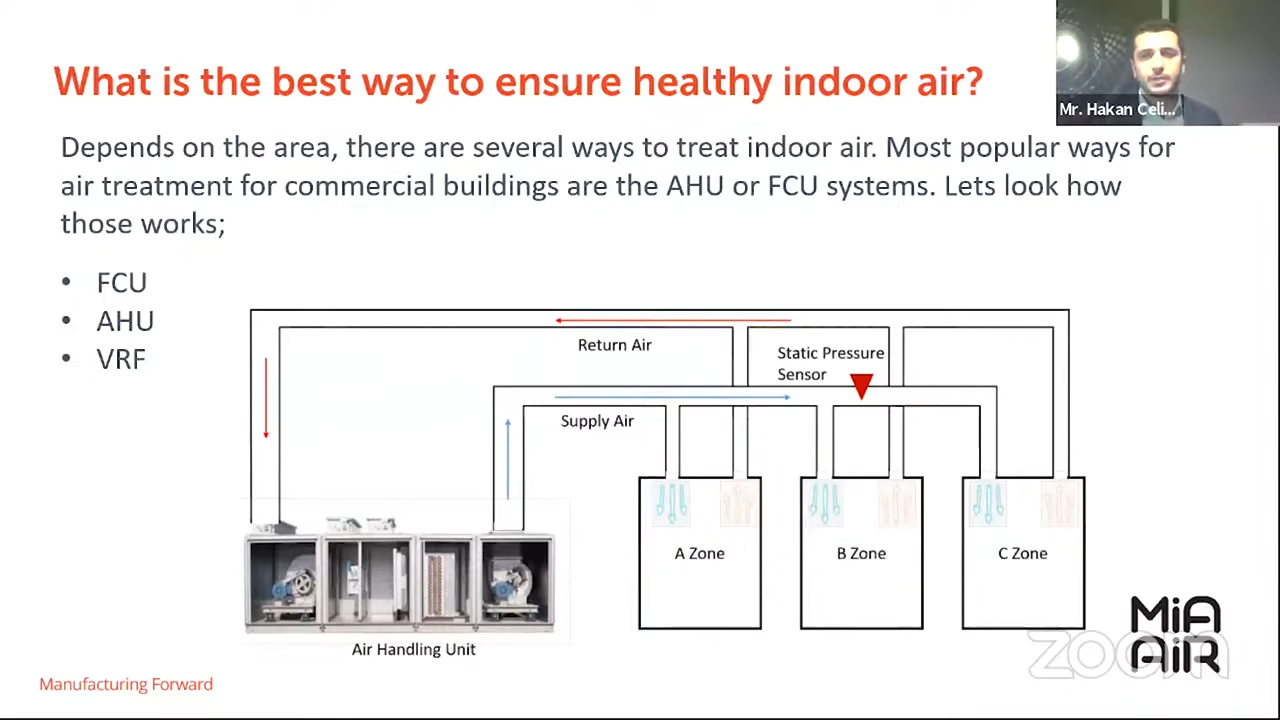 What is the best way to ensure healthy indoor air?
Mr. Hakan Celi...
Depends on the area, there are several ways to treat indoor air. Most popular ways for
air treatment for commercial buildings are the AHU or FCU systems. Lets look how
those works;
• FCU
• AHU
• VRF
Return Air
Static Pressure
Sensor
Supply Air
A Zone
B Zone
C Zone
Air Handling Unit
MiA
AiR
zoom
Manufacturing Forward